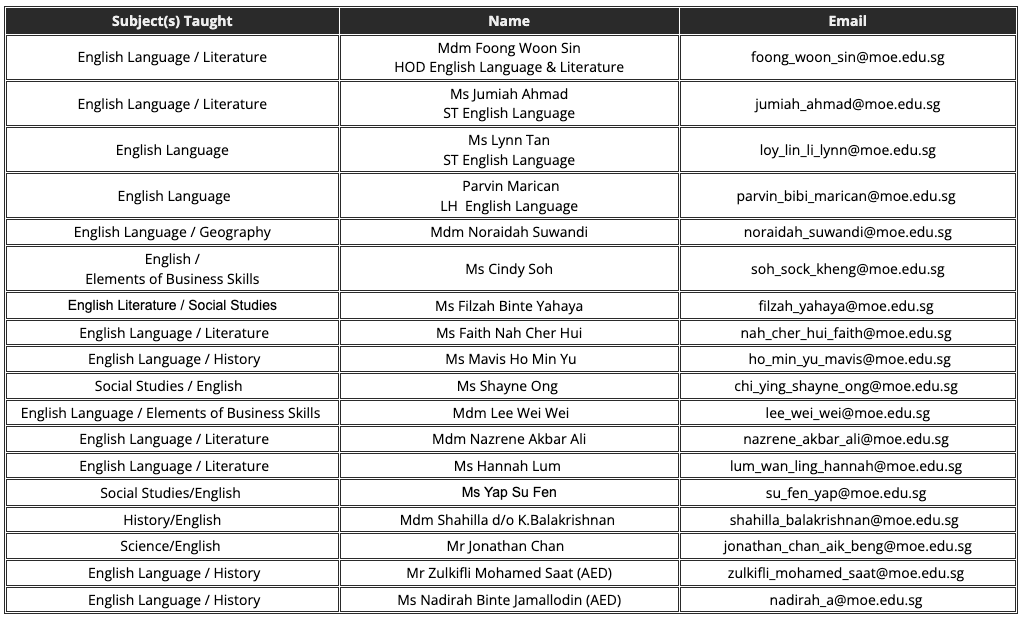 Subject(s) Taught Name Email
English Language / Literature Mdm Foong Woon Sin foong_woon_sin@moe.edu.sg
HOD English Language & Literature
English Language / Literature Ms Jumiah Ahmad jumiah_ahmad@moe.edu.sg
ST English Language
English Language Ms Lynn Tan loy_lin_li_lynn@moe.edu.sg
ST English Language
English Language Parvin Marican parvin_bibi_marican@moe.edu.sg
LH English Language
English Language / Geography Mdm Noraidah Suwandi noraidah_suwandi@moe.edu.sg
English / Ms Cindy Soh soh_sock_kheng@moe.edu.sg
Elements of Business Skills
English Literature / Social Studies Ms Filzah Binte Yahaya filzah_yahaya@moe.edu.sg
English Language / Literature Ms Faith Nah Cher Hui nah_cher_hui_faith@moe.edu.sg
English Language / History Ms Mavis Ho Min Yu ho_min_yu_mavis@moe.edu.sg
Social Studies / English Ms Shayne Ong chi_ying_shayne_ong@moe.edu.sg
English Language / Elements of Business Skills Mdm Lee Wei Wei lee_wei_wei@moe.edu.sg
English Language / Literature Mdm Nazrene Akbar Ali nazrene_akbar_ali@moe.edu.sg
English Language / Literature Ms Hannah Lum lum_wan_ling_hannah@moe.edu.sg
Social Studies/English Ms Yap Su Fen su_fen_yap@moe.edu.sg
History/English Mdm Shahilla d/o K.Balakrishnan shahilla_balakrishnan@moe.edu.sg
Science/English Mr Jonathan Chan jonathan_chan_aik_beng@moe.edu.sg
English Language / History Mr Zulkifli Mohamed Saat (AED) zulkifli_mohamed_saat@moe.edu.sg
English Language / History Ms Nadirah Binte Jamallodin (AED) nadirah_a@moe.edu.sg